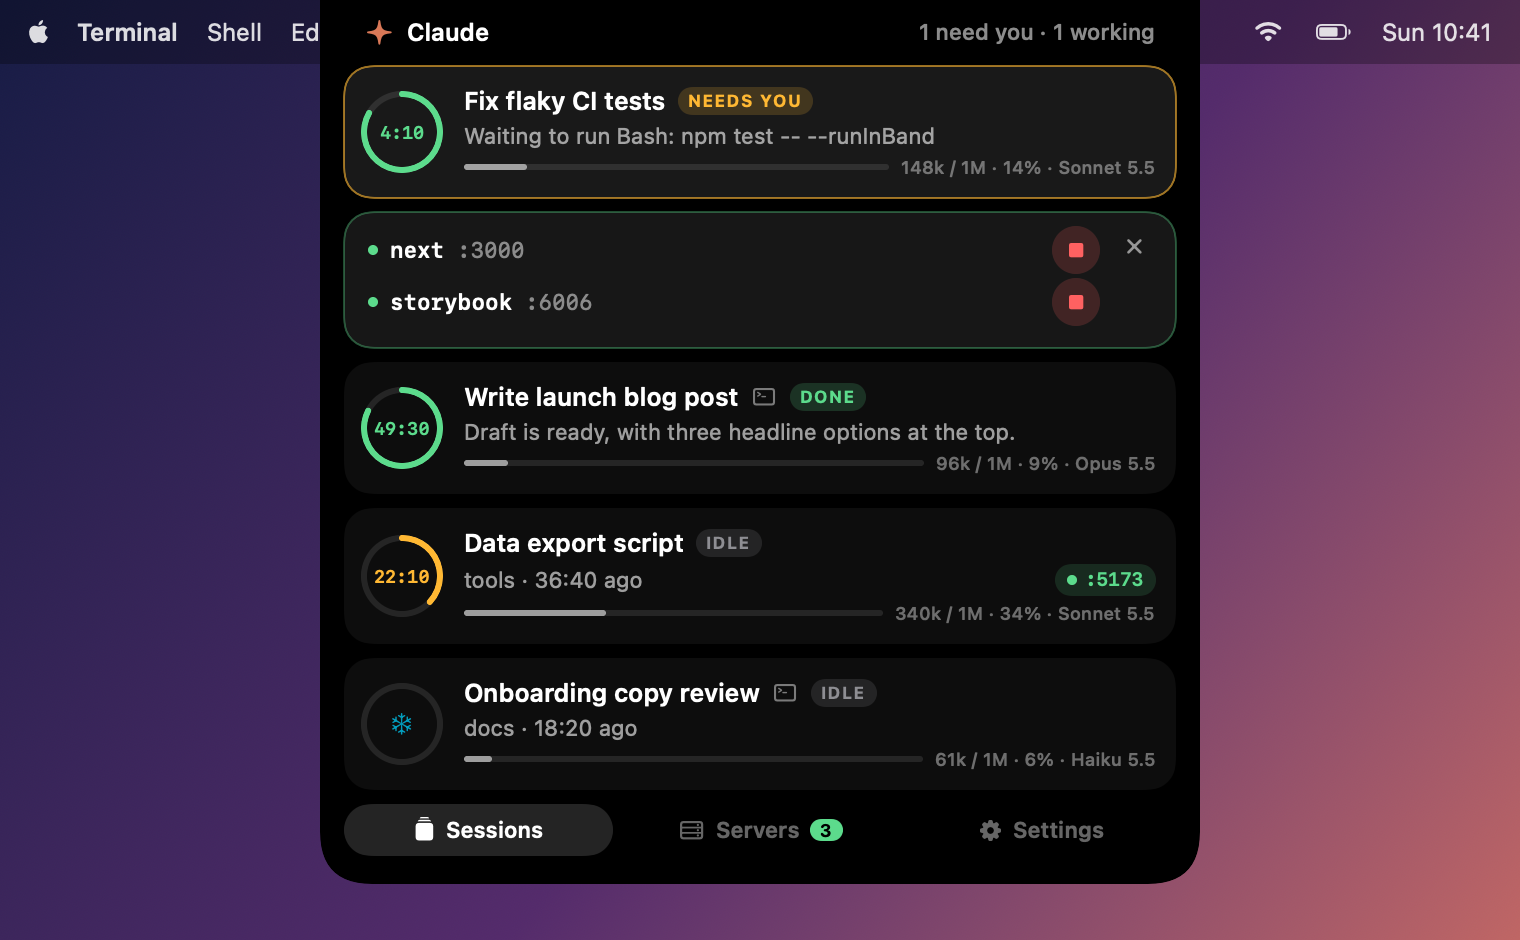 Terminal Shell Ed
Claude
1 need you · 1 working
Sun 10:41
4:10
Fix flaky CI tests NEEDS YOU
Waiting to run Bash: npm test -- --runInBand
148k / 1M · 14% · Sonnet 5.5
next :3000
storybook :6006
49:30
Write launch blog post DONE
Draft is ready, with three headline options at the top.
96k / 1M · 9% · Opus 5.5
22:10
Data export script IDLE
tools · 36:40 ago
:5173
340k / 1M · 34% · Sonnet 5.5
Onboarding copy review IDLE
docs · 18:20 ago
61k / 1M · 6% · Haiku 5.5
Sessions
Servers 3
Settings